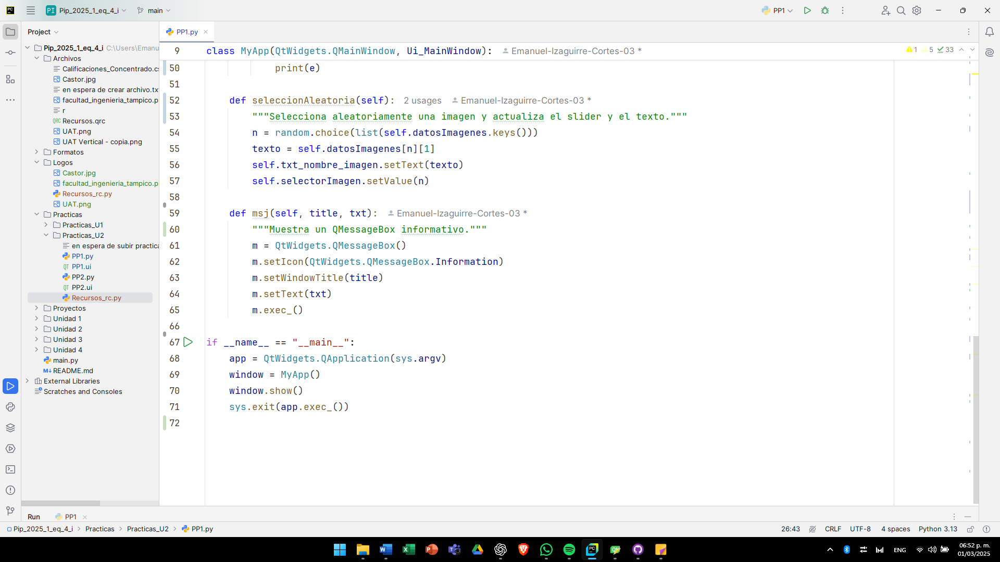 PC
PI Pip_2025_1_eq_4_i
main
PP1
Project
PP1.py
Pip_2025_1_eq_4_i C:\Users\Emanu
Archivos
Calificaciones_Concentrado.cs
Castor.jpg
en espera de crear archivo.tx
facultad_ingenieria_tampico.p
r
QRC Recursos.qrc
UAT.png
UAT Vertical - copia.png
Formatos
Logos
Castor.jpg
facultad_ingenieria_tampico.p
Recursos_rc.py
UAT.png
Practicas
Practicas_U1
Practicas_U2
en espera de subir practica
PP1.py
QT PP1.ui
PP2.py
QT PP2.ui
Recursos_rc.py
Proyectos
Unidad 1
Unidad 2
Unidad 3
Unidad 4
main.py
M↓ README.md
External Libraries
Scratches and Consoles
9 class MyApp(QtWidgets.QMainWindow, Ui_MainWindow): Emanuel-Izaguirre-Cortes-03 *
1 5 33
50 print(e)
51
52 def seleccionAleatoria(self): 2 usages Emanuel-Izaguirre-Cortes-03 *
53 """Selecciona aleatoriamente una imagen y actualiza el slider y el texto."""
54 n = random.choice(list(self.datosImagenes.keys()))
55 texto = self.datosImagenes[n][1]
56 self.txt_nombre_imagen.setText(texto)
57 self.selectorImagen.setValue(n)
58
59 def msj(self, title, txt): Emanuel-Izaguirre-Cortes-03 *
60 """Muestra un QMessageBox informativo."""
61 m = QtWidgets.QMessageBox()
62 m.setIcon(QtWidgets.QMessageBox.Information)
63 m.setWindowTitle(title)
64 m.setText(txt)
65 m.exec_()
66
67 if __name__ == "__main__":
68 app = QtWidgets.QApplication(sys.argv)
69 window = MyApp()
70 window.show()
71 sys.exit(app.exec_())
72
Run PP1
Pip_2025_1_eq_4_i > Practicas > Practicas_U2 > PP1.py
26:43 CRLF UTF-8 4 spaces Python 3.13
ENG
06:52 p. m.
01/03/2025